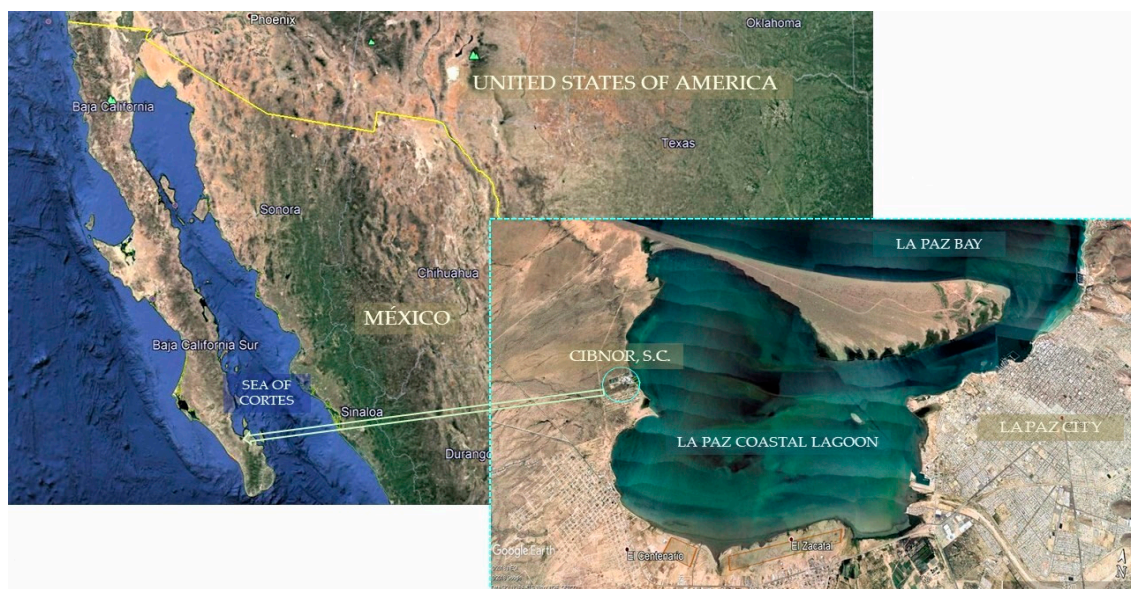 Phoenix
Oklahoma
UNITED STATES OF AMERICA
Baja California
Texas
Sonora
Chihuahua
MÉXICO
Baja California Sur
SEA OF
CORTES
Sinaloa
Durango
LA PAZ BAY
CIBNOR, S.C.
LA PAZ CITY
LA PAZ COASTAL LAGOON
El Centenario
El Zacatal
Google Earth
N